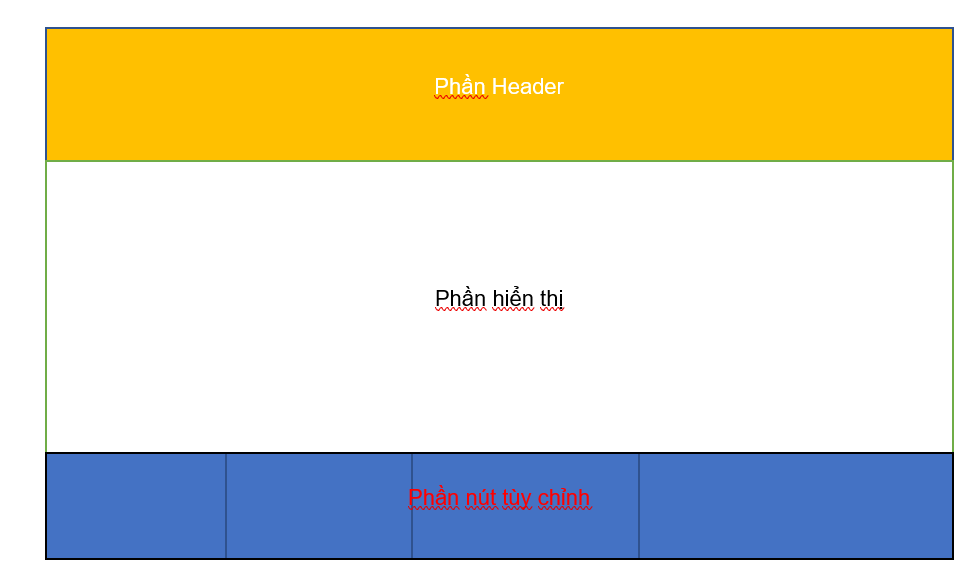 Phần Header
Phần hiển thị
Phần nút tùy chỉnh